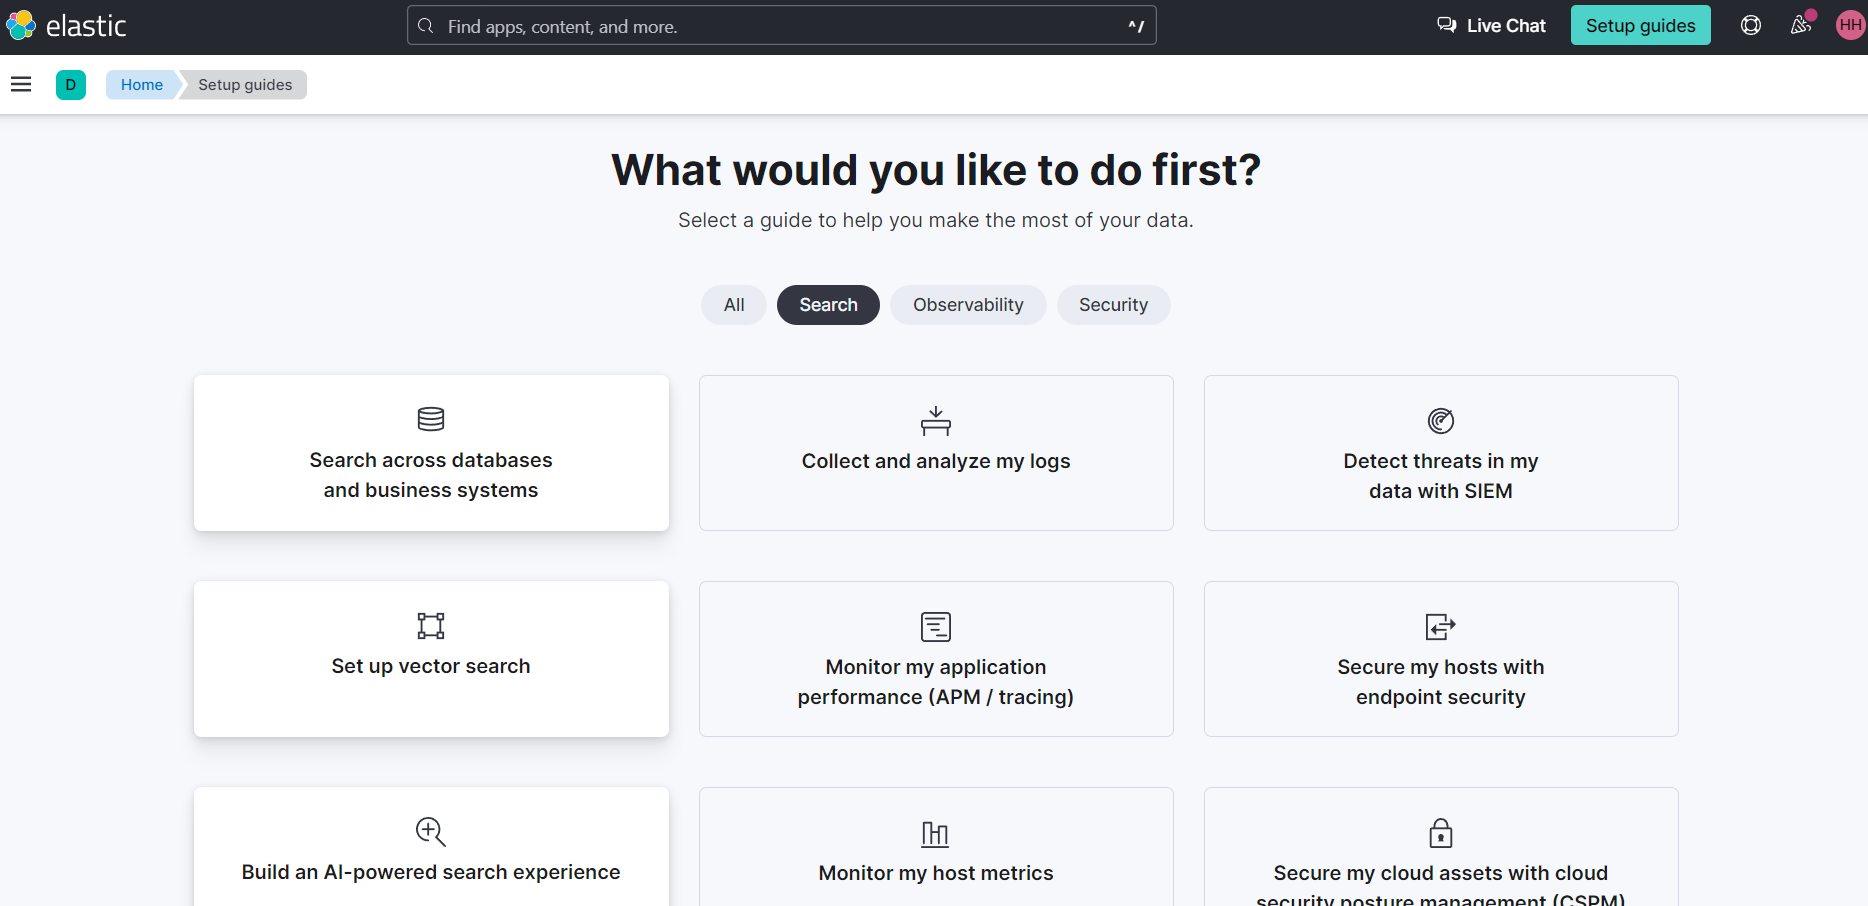 elastic
Find apps, content, and more.
^/
Live Chat
Setup guides
HH
D
Home
Setup guides
What would you like to do first?
Select a guide to help you make the most of your data.
All
Search
Observability
Security
Search across databases
and business systems
Collect and analyze my logs
Detect threats in my
data with SIEM
Set up vector search
Monitor my application
performance (APM / tracing)
Secure my hosts with
endpoint security
Build an AI-powered search experience
Monitor my host metrics
Secure my cloud assets with cloud
security posture management (CSPM)